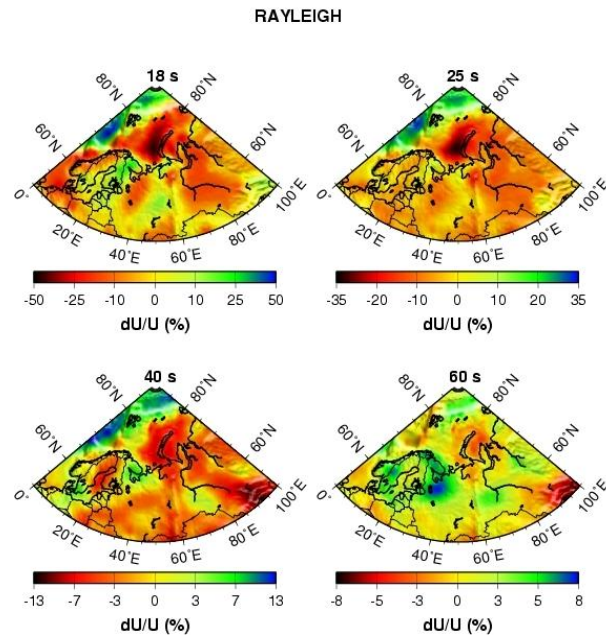 RAYLEIGH
18 s
80°N
80°N
60°N
60°N
0°
20°E
40°E
60°E
80°E
100°E
-50 -25 -10 0 10 25 50
dU/U (%)
25 s
80°N
80°N
60°N
60°N
0°
20°E
40°E
60°E
80°E
100°E
-35 -20 -10 0 10 20 35
dU/U (%)
40 s
80°N
80°N
60°N
60°N
0°
20°E
40°E
60°E
80°E
100°E
-13 -7 -3 0 3 7 13
dU/U (%)
60 s
80°N
80°N
60°N
60°N
0°
20°E
40°E
60°E
80°E
100°E
-8 -5 -3 0 3 5 8
dU/U (%)